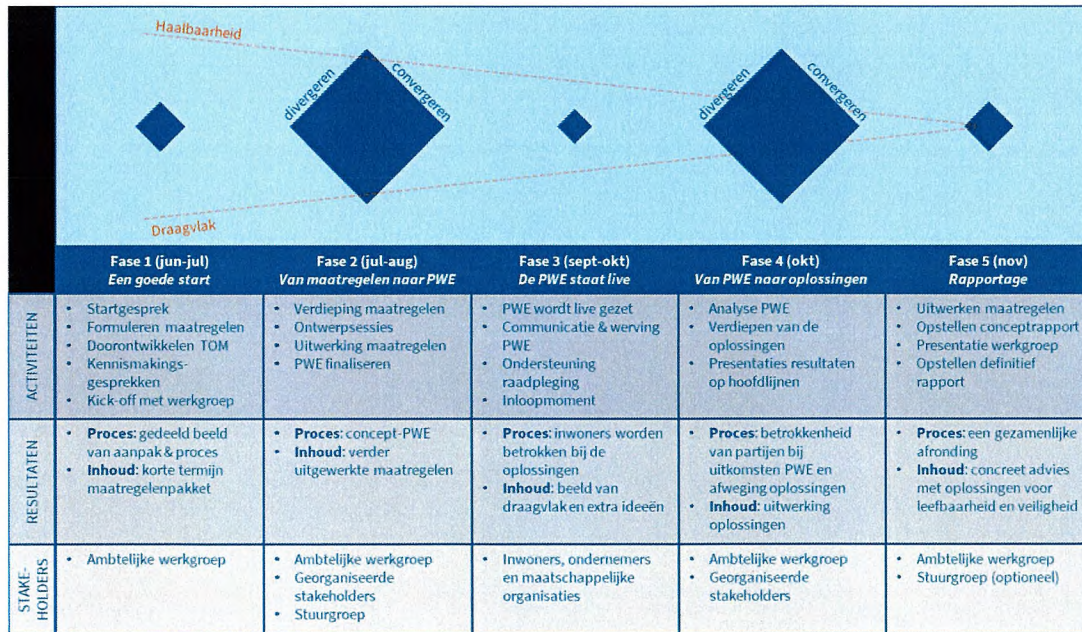 Haalbaarheid
divergeren
convergeren
divergeren
convergeren
Draagvlak
Fase 1 (jun-jul)
Een goede start
Fase 2 (jul-aug)
Van maatregelen naar PWE
Fase 3 (sept-okt)
De PWE staat live
Fase 4 (okt)
Van PWE naar oplossingen
Fase 5 (nov)
Rapportage
ACTIVITEITEN
• Startgesprek
• Formuleren maatregelen
• Doorontwikkelen TOM
• Kennismakings-
gesprekken
• Kick-off met werkgroep
• Verdieping maatregelen
• Ontwerpsessies
• Uitwerking maatregelen
• PWE finaliseren
• PWE wordt live gezet
• Communicatie & werving
PWE
• Ondersteuning
raadpleging
• Inloopmoment
• Analyse PWE
• Verdiepen van de
oplossingen
• Presentaties resultaten
op hoofdlijnen
• Uitwerken maatregelen
• Opstellen conceptrapport
• Presentatie werkgroep
• Opstellen definitief
rapport
RESULTATEN
• Proces: gedeeld beeld
van aanpak & proces
• Inhoud: korte termijn
maatregelenpakket
• Proces: concept-PWE
• Inhoud: verder
uitgewerkte maatregelen
• Proces: inwoners worden
betrokken bij de
oplossingen
• Inhoud: beeld van
draagvlak en extra ideeën
• Proces: betrokkenheid
van partijen bij
uitkomsten PWE en
afweging oplossingen
• Inhoud: uitwerking
oplossingen
• Proces: een gezamenlijke
afronding
• Inhoud: concreet advies
met oplossingen voor
leefbaarheid en veiligheid
STAKE-
HOLDERS
• Ambtelijke werkgroep
• Ambtelijke werkgroep
• Georganiseerde
stakeholders
• Stuurgroep
• Inwoners, ondernemers
en maatschappelijke
organisaties
• Ambtelijke werkgroep
• Georganiseerde
stakeholders
• Ambtelijke werkgroep
• Stuurgroep (optioneel)